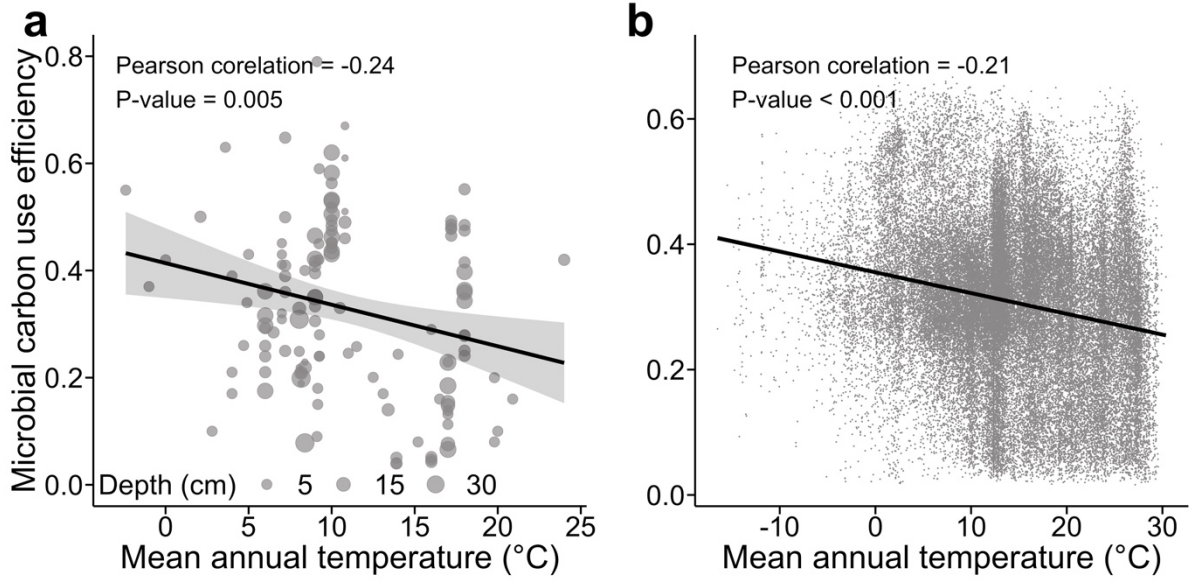 a
Pearson corelation = -0.24
P-value = 0.005
Microbial carbon use efficiency
0.8
0.6
0.4
0.2
0.0
Depth (cm) 5 15 30
0 5 10 15 20 25
Mean annual temperature (°C)
b
Pearson corelation = -0.21
P-value < 0.001
0.6
0.4
0.2
0.0
-10 0 10 20 30
Mean annual temperature (°C)